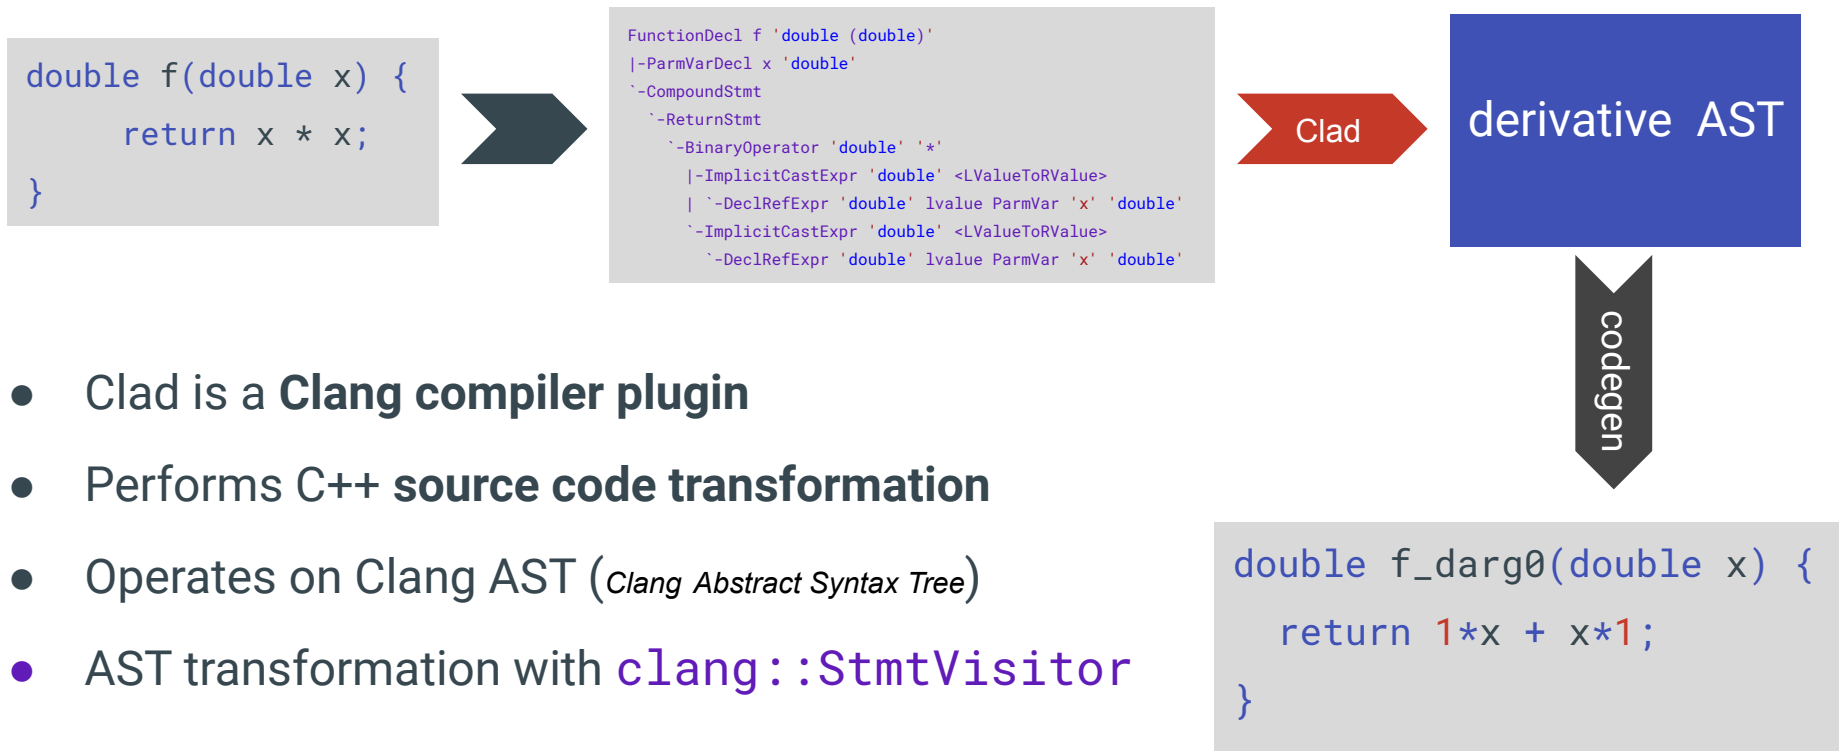 double f(double x) {
return x * x;
}
FunctionDecl f 'double (double)'
|-ParmVarDecl x 'double'
`-CompoundStmt
  `-ReturnStmt
    `-BinaryOperator 'double' '*'
      |-ImplicitCastExpr 'double' <LValueToRValue>
      | `-DeclRefExpr 'double' lvalue ParmVar 'x' 'double'
      `-ImplicitCastExpr 'double' <LValueToRValue>
        `-DeclRefExpr 'double' lvalue ParmVar 'x' 'double'
Clad
derivative AST
codegen
● Clad is a Clang compiler plugin
● Performs C++ source code transformation
● Operates on Clang AST (Clang Abstract Syntax Tree)
● AST transformation with clang::StmtVisitor
double f_darg0(double x) {
return 1*x + x*1;
}